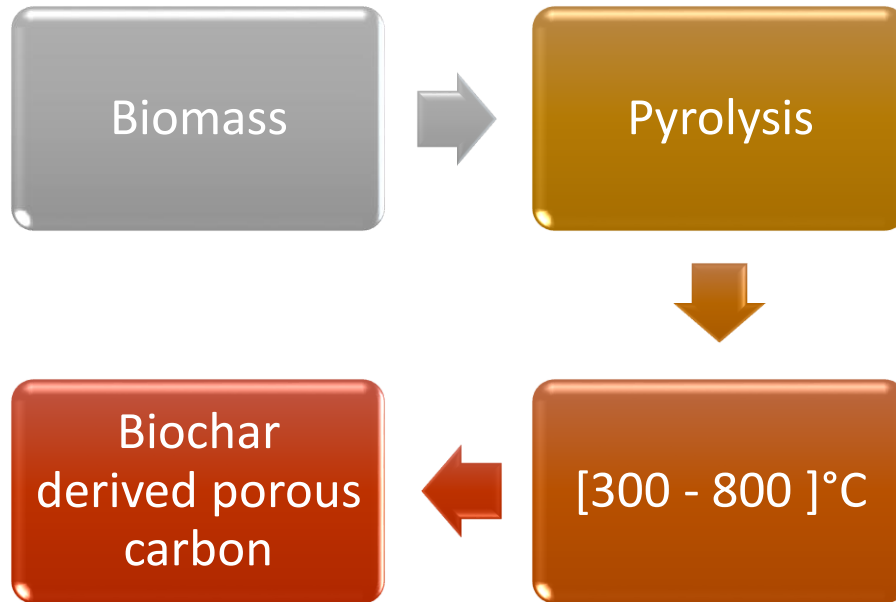 Biomass
Pyrolysis
[300 - 800 ]°C
Biochar
derived porous
carbon